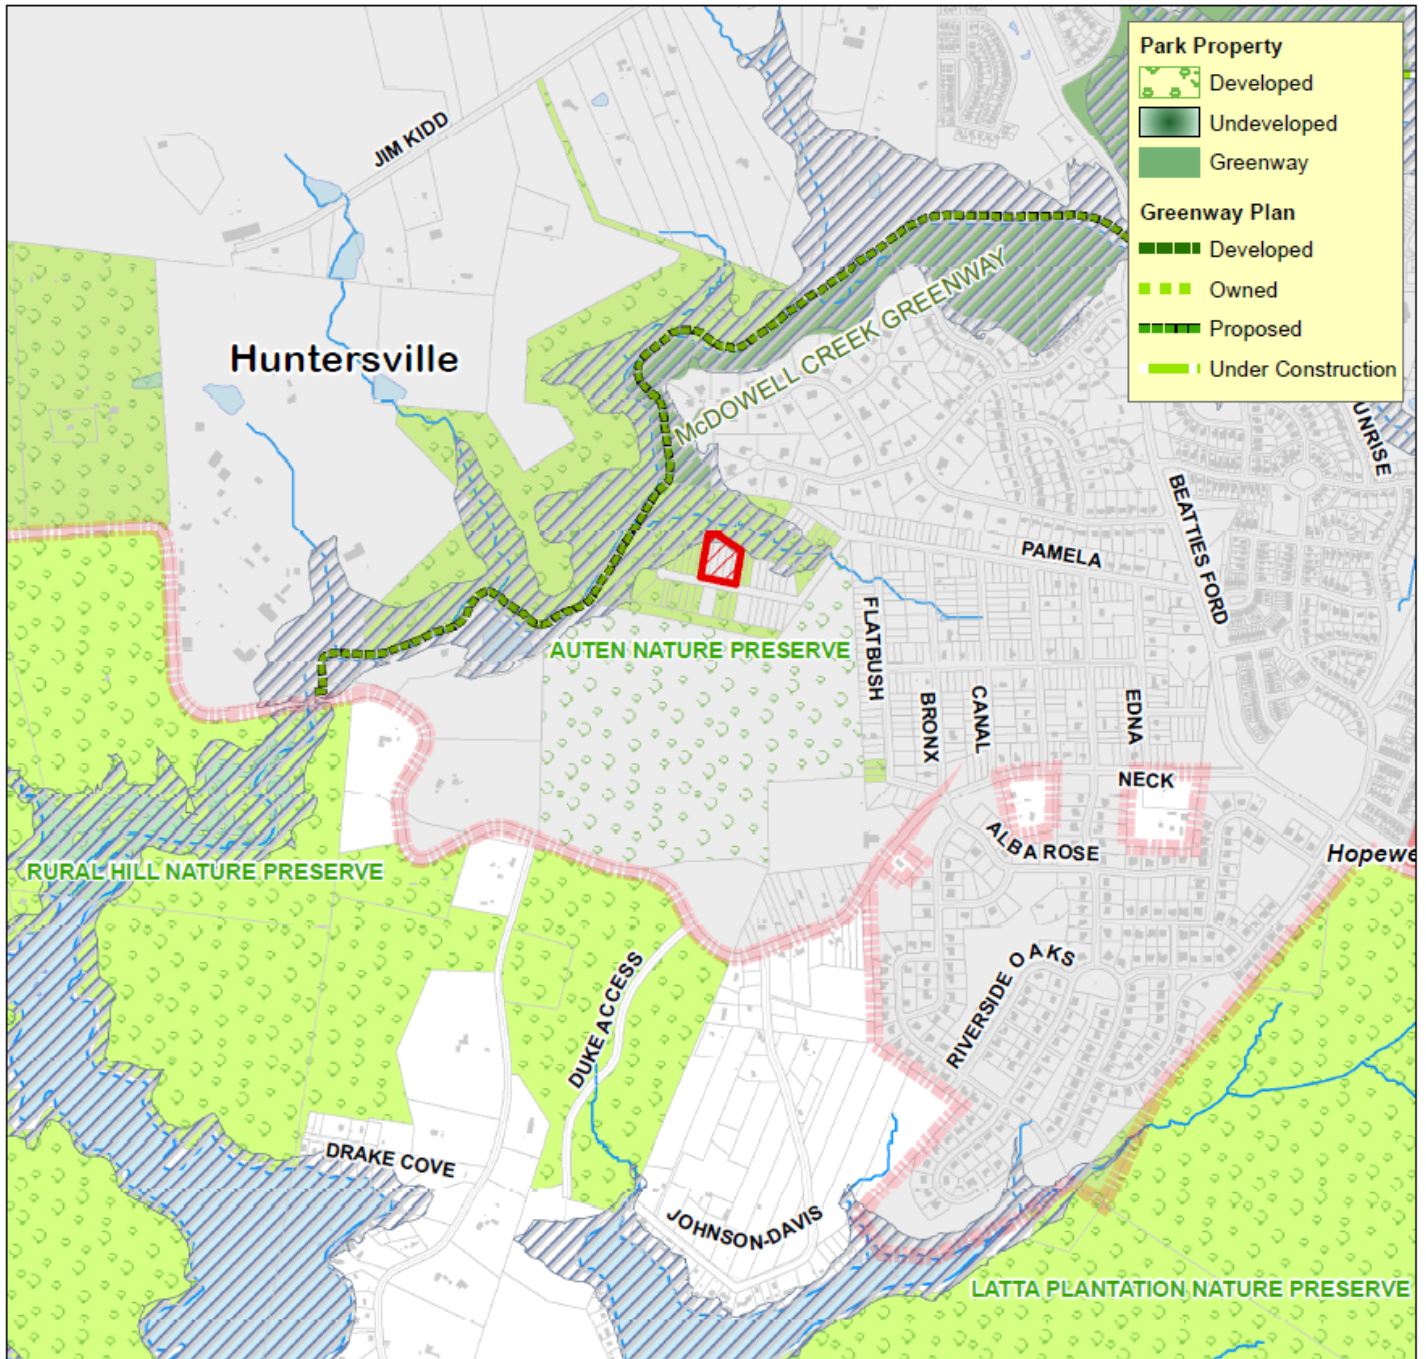 Park Property
Developed
Undeveloped
Greenway
Greenway Plan
Developed
Owned
Proposed
Under Construction
JIM KIDD
Huntersville
McDOWELL CREEK GREENWAY
UNRISE
BEATTIES FORD
PAMELA
FLATBUSH
AUTEN NATURE PRESERVE
BRONX
CANAL
EDNA
NECK
ALBA ROSE
Hopewe
RURAL HILL NATURE PRESERVE
RIVERSIDE OAKS
DUKE ACCESS
DRAKE COVE
JOHNSON-DAVIS
LATTA PLANTATION NATURE PRESERVE